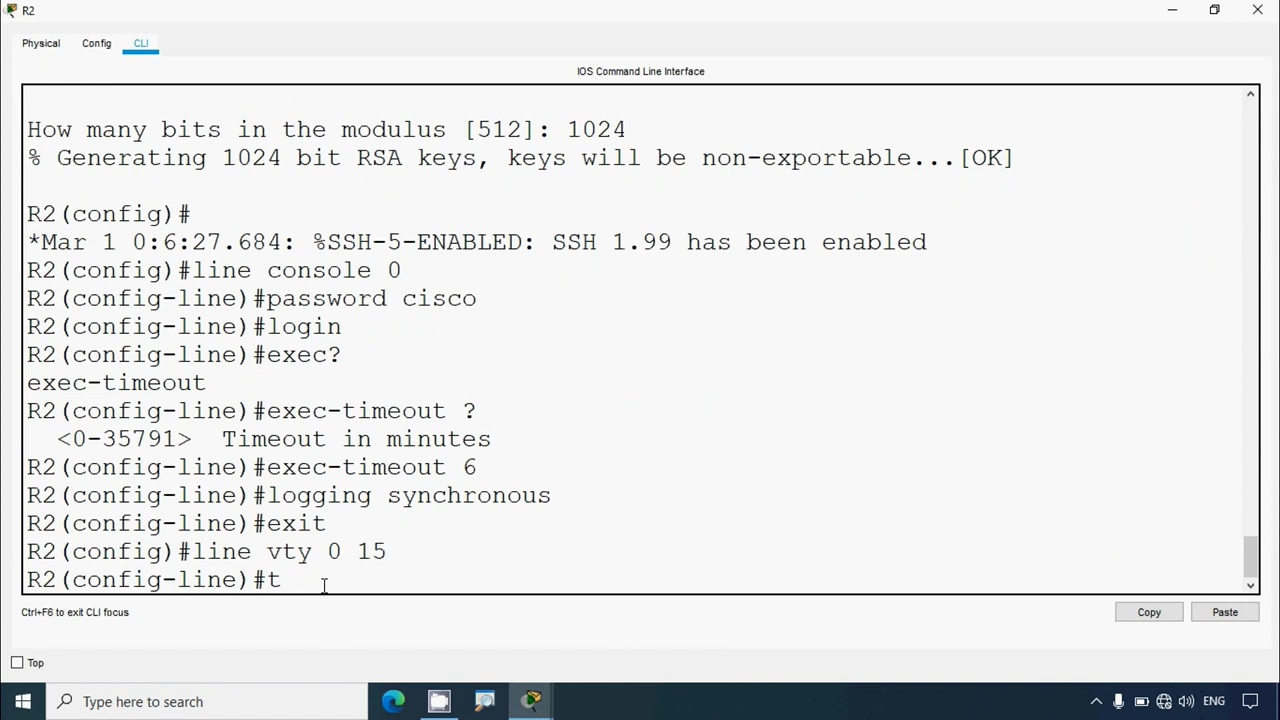 R2
Physical Config CLI
IOS Command Line Interface
How many bits in the modulus [512]: 1024
% Generating 1024 bit RSA keys, keys will be non-exportable...[OK]
R2(config)#
*Mar 1 0:6:27.684: %SSH-5-ENABLED: SSH 1.99 has been enabled
R2(config)#line console 0
R2(config-line)#password cisco
R2(config-line)#login
R2(config-line)#exec?
exec-timeout
R2(config-line)#exec-timeout ?
<0-35791> Timeout in minutes
R2(config-line)#exec-timeout 6
R2(config-line)#logging synchronous
R2(config-line)#exit
R2(config)#line vty 0 15
R2(config-line)#t
Ctrl+F6 to exit CLI focus
Copy Paste
Top
Type here to search
ENG